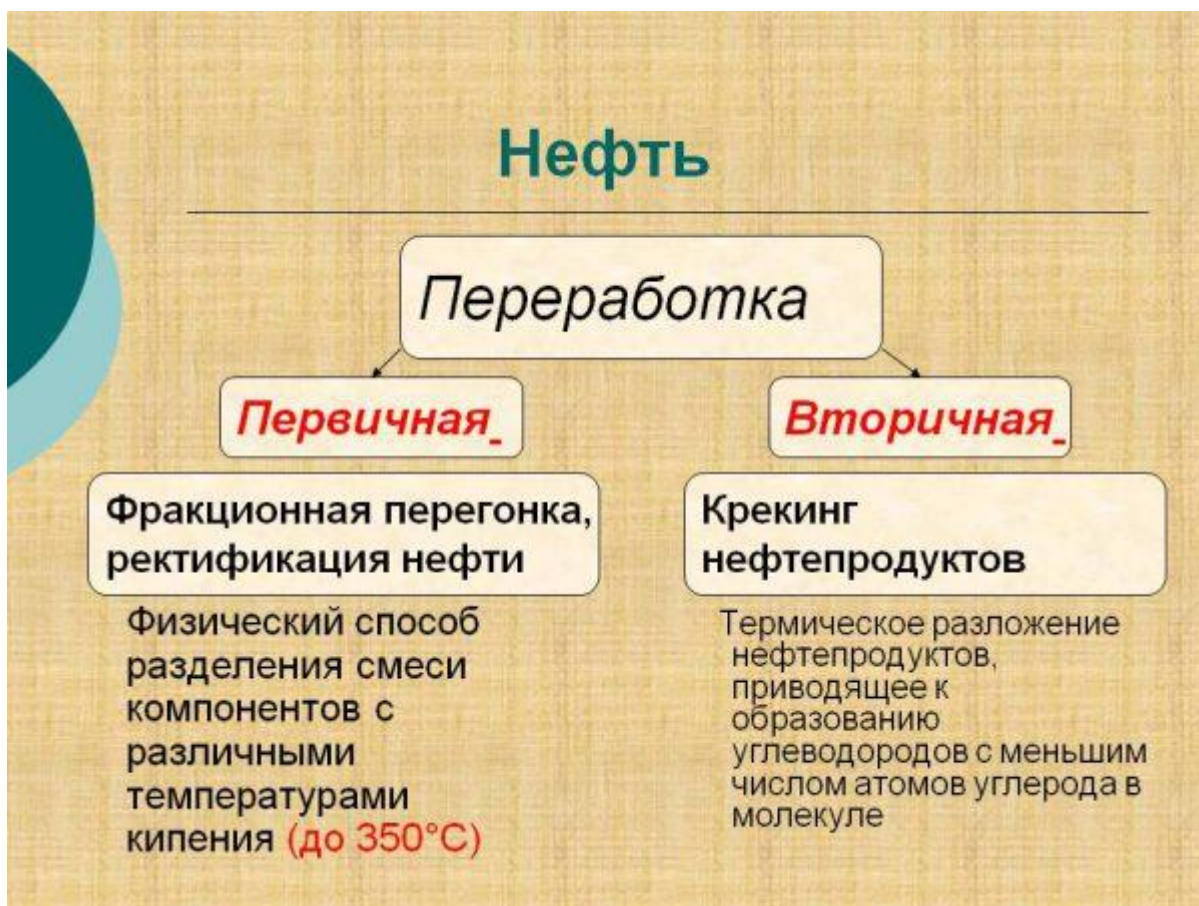 Нефть
Переработка
Первичная
Вторичная
Фракционная перегонка,
ректификация нефти
Физический способ
разделения смеси
компонентов с
различными
температурами
кипения (до 350°С)
Крекинг
нефтепродуктов
Термическое разложение
нефтепродуктов,
приводящее к
образованию
углеводородов с меньшим
числом атомов углерода в
молекуле